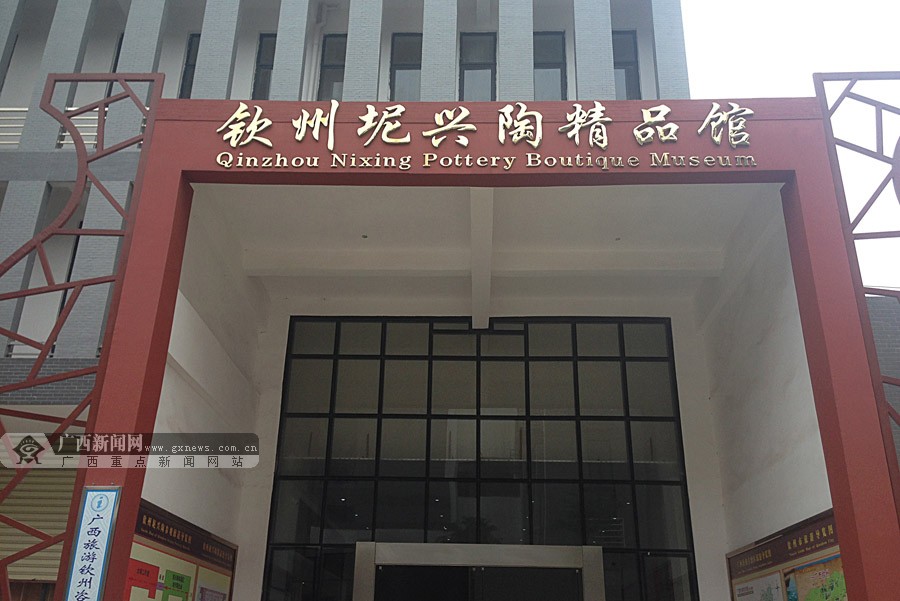 钦州坭兴陶精品馆
Qinzhou Nixing Pottery Boutique Museum
广西新闻网 www.gxnews.com.cn
广西重点新闻网站
广西旅游钦州咨